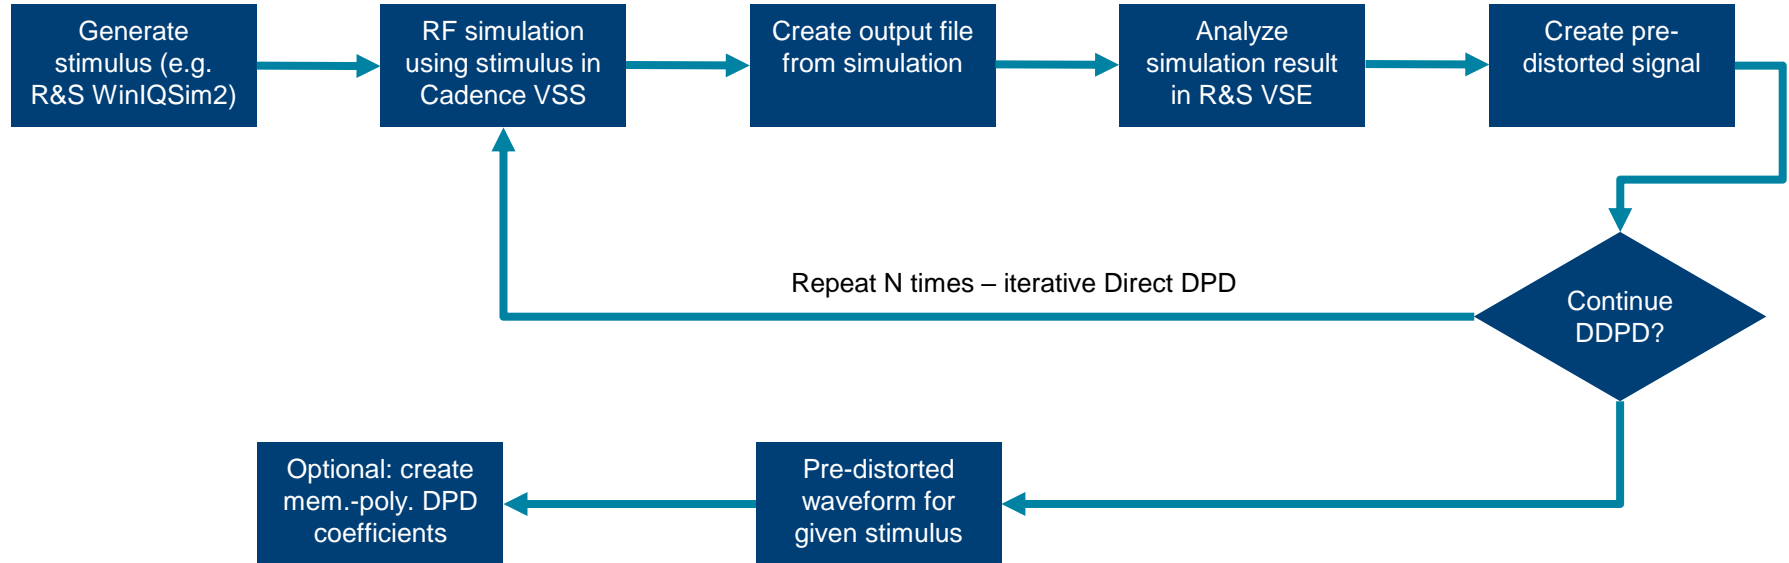 Generate
stimulus (e.g.
R&S WinIQSim2)
RF simulation
using stimulus in
Cadence VSS
Create output file
from simulation
Analyze
simulation result
in R&S VSE
Create pre-
distorted signal
Repeat N times – iterative Direct DPD
Continue
DDPD?
Optional: create
mem.-poly. DPD
coefficients
Pre-distorted
waveform for
given stimulus